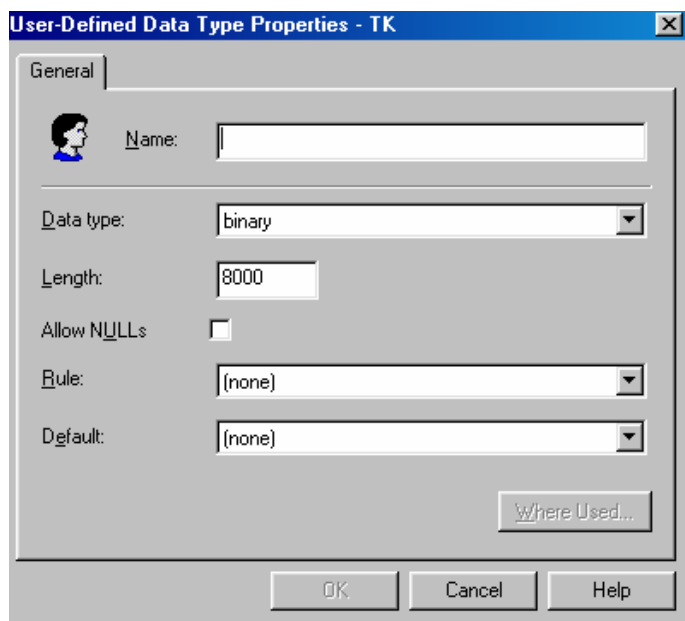 User-Defined Data Type Properties - TK
General
Name:
Data type: binary
Length: 8000
Allow NULLs
Rule: (none)
Default: (none)
Where Used...
OK Cancel Help